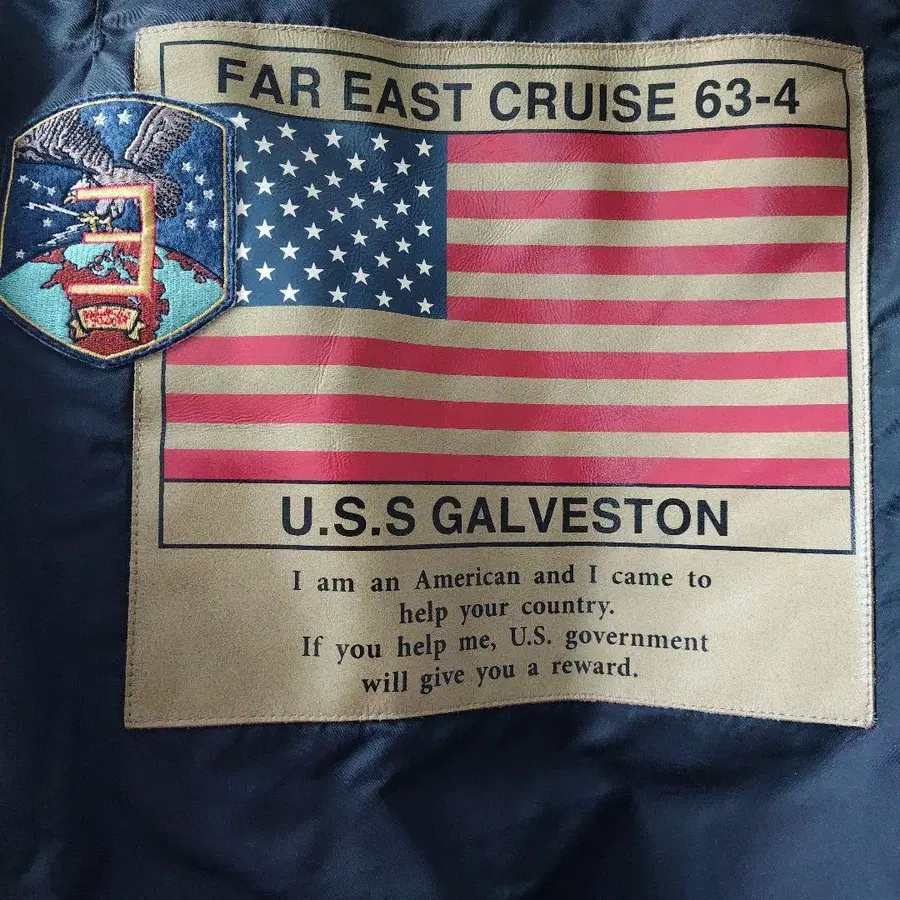 FAR EAST CRUISE 63-4
U.S.S GALVESTON
I am an American and I came to
help your country.
If you help me, U.S. government
will give you a reward.